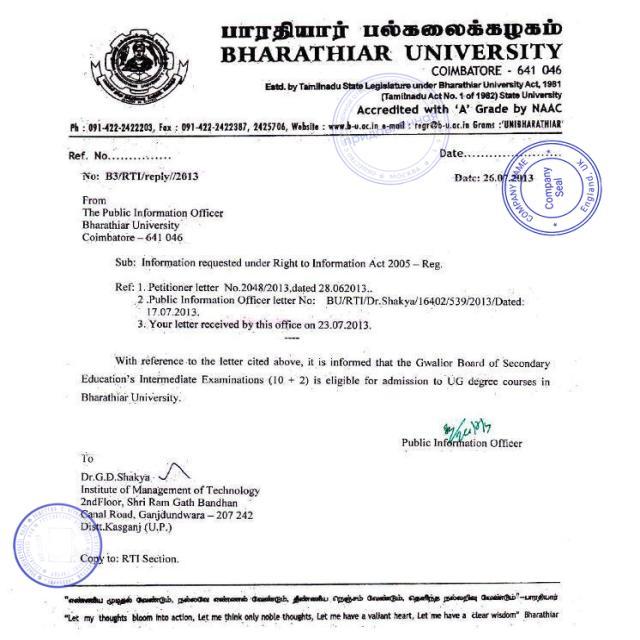 பாரதியார் பல்கலைக்கழகம்
BHARATHIAR UNIVERSITY
COIMBATORE - 641 046
Estd. by Tamilnadu State Legislature under Bharathiar University Act, 1981
(Tamilnadu Act No. 1 of 1982) State University
Accredited with 'A' Grade by NAAC
Ph : 091-422-2422203, Fax : 091-422-2422387, 2425706, Website : www.b-u.ac.in e-mail : regr@b-u.ac.in Grams : 'UNIBHARATHIAR'
Ref. No..............
Date........................
No: B3/RTI/reply//2013
Date: 26.07.2013
COMPANY NAME
Company
Seal
England, UK
From
The Public Information Officer
Bharathiar University
Coimbatore – 641 046
Sub: Information requested under Right to Information Act 2005 – Reg.
Ref: 1. Petitioner letter No.2048/2013,dated 28.062013..
2 .Public Information Officer letter No: BU/RTI/Dr.Shakya/16402/539/2013/Dated:
17.07.2013.
3. Your letter received by this office on 23.07.2013.
----
With reference to the letter cited above, it is informed that the Gwalior Board of Secondary
Education's Intermediate Examinations (10 + 2) is eligible for admission to UG degree courses in
Bharathiar University.
Public Information Officer
To
Dr.G.D.Shakya
Institute of Management of Technology
2ndFloor, Shri Ram Gath Bandhan
Canal Road, Ganjdundwara – 207 242
Distt.Kasganj (U.P.)
Copy to: RTI Section.
"எண்ணிய முடிதல் வேண்டும், நல்லவே எண்ணல் வேண்டும், திண்ணிய நெஞ்சம் வேண்டும், தெளிந்த நல்லறிவு வேண்டும்"–பாரதியார்
"Let my thoughts bloom into action, Let me think only noble thoughts, Let me have a valiant heart, Let me have a clear wisdom" Bharathiar